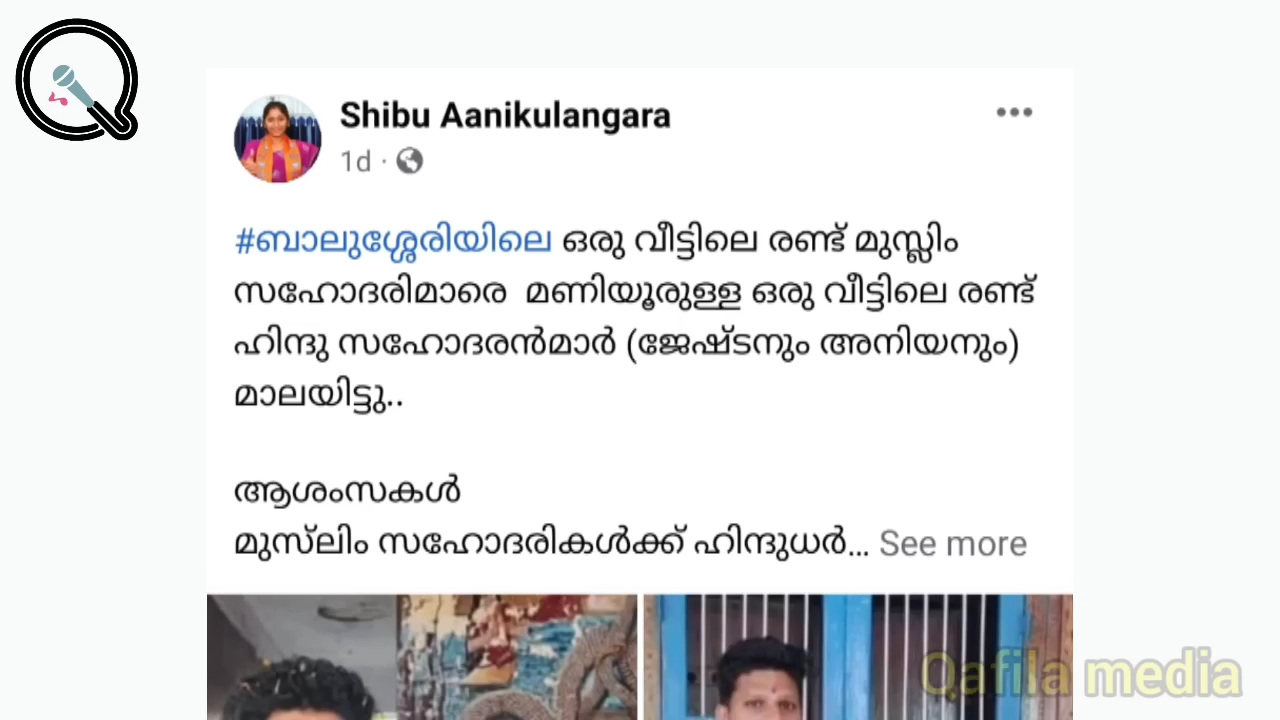 Shibu Aanikulangara
1d ·
#ബാലുശ്ശേരിയിലെ ഒരു വീട്ടിലെ രണ്ട് മുസ്ലിം
സഹോദരിമാരെ മണിയൂരുള്ള ഒരു വീട്ടിലെ രണ്ട്
ഹിന്ദു സഹോദരൻമാർ (ജേഷ്ടനും അനിയനും)
മാലയിട്ടു..
ആശംസകൾ
മുസ്‌ലിം സഹോദരികൾക്ക് ഹിന്ദുധർ... See more
Qafila media